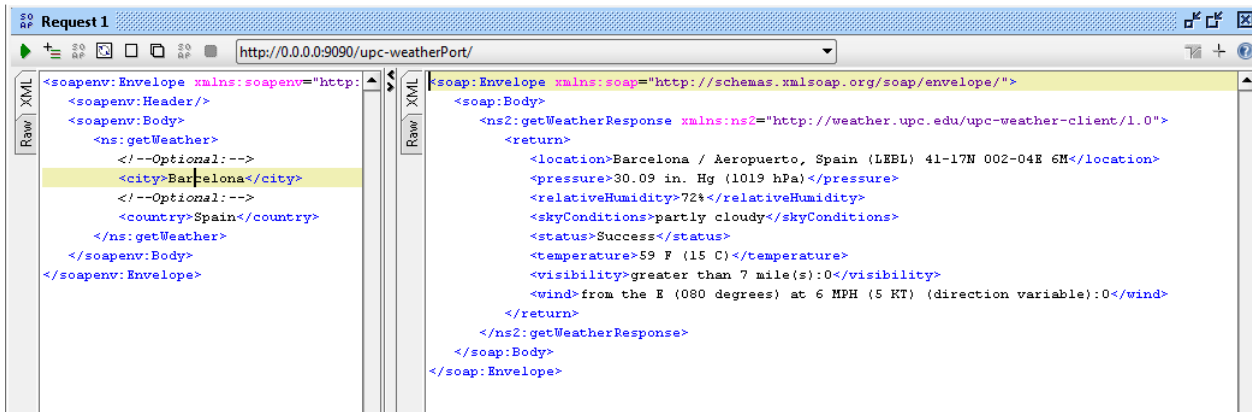 SO AP Request 1
SO AP http://0.0.0.0:9090/upc-weatherPort/
XML
Raw
<soapenv:Envelope xmlns:soapenv="http:
<soapenv:Header/>
<soapenv:Body>
<ns:getWeather>
<!--Optional:-->
<city>Barcelona</city>
<!--Optional:-->
<country>Spain</country>
</ns:getWeather>
</soapenv:Body>
</soapenv:Envelope>
XML
Raw
<soap:Envelope xmlns:soap="http://schemas.xmlsoap.org/soap/envelope/">
<soap:Body>
<ns2:getWeatherResponse xmlns:ns2="http://weather.upc.edu/upc-weather-client/1.0">
<return>
<location>Barcelona / Aeropuerto, Spain (LEBL) 41-17N 002-04E 6M</location>
<pressure>30.09 in. Hg (1019 hPa)</pressure>
<relativeHumidity>72%</relativeHumidity>
<skyConditions>partly cloudy</skyConditions>
<status>Success</status>
<temperature>59 F (15 C)</temperature>
<visibility>greater than 7 mile(s):0</visibility>
<wind>from the E (080 degrees) at 6 MPH (5 KT) (direction variable):0</wind>
</return>
</ns2:getWeatherResponse>
</soap:Body>
</soap:Envelope>